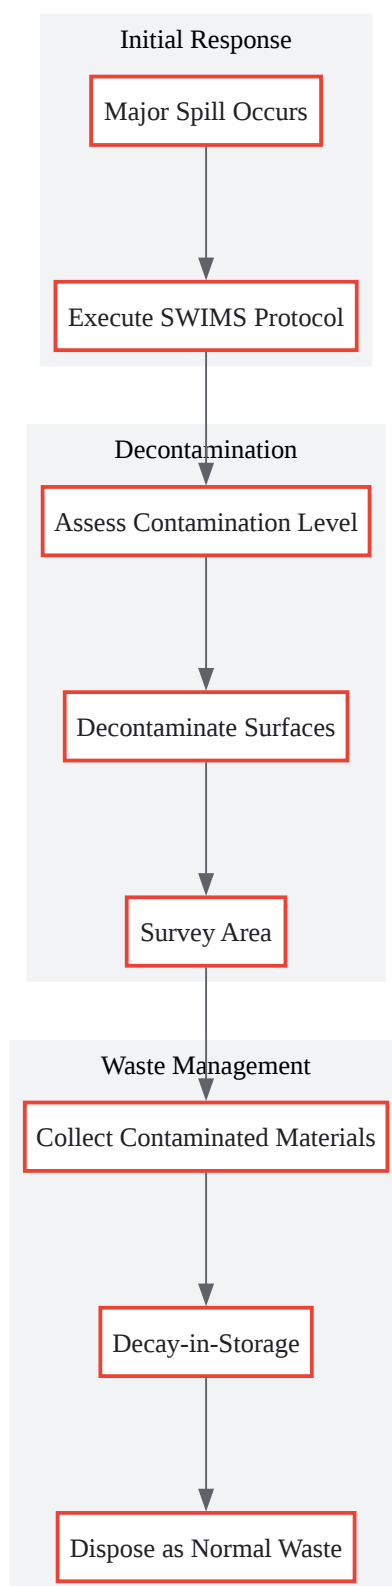 Initial Response
Major Spill Occurs
Execute SWIMS Protocol
Decontamination
Assess Contamination Level
Decontaminate Surfaces
Survey Area
Waste Management
Collect Contaminated Materials
Decay-in-Storage
Dispose as Normal Waste